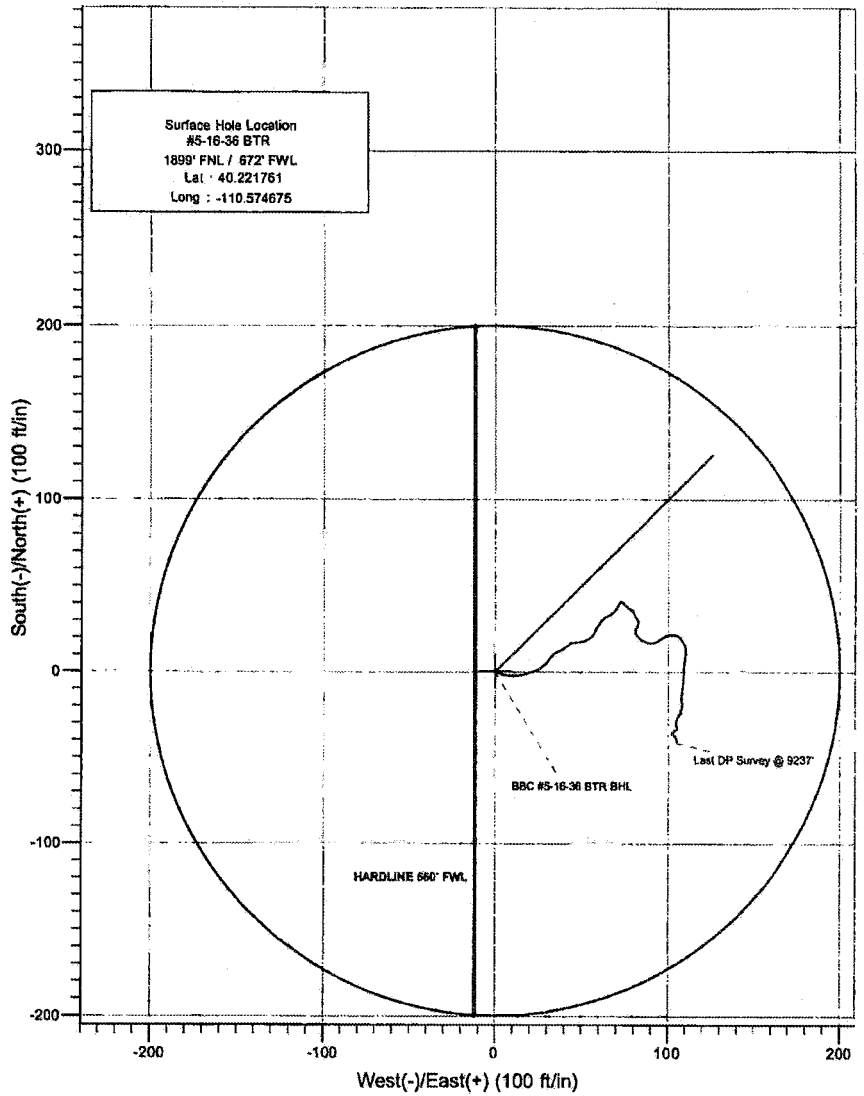 Surface Hole Location
#5-16-36 BTR
1899' FNL / 672' FWL
Lat : 40.221761
Long : -110.574675
300
200
100
0
-100
-200
South(-)/North(+) (100 ft/in)
Last DP Survey @ 9237'
BBC #5-16-36 BTR BHL
HARDLINE 660' FWL
-200
-100
0
100
200
West(-)/East(+) (100 ft/in)